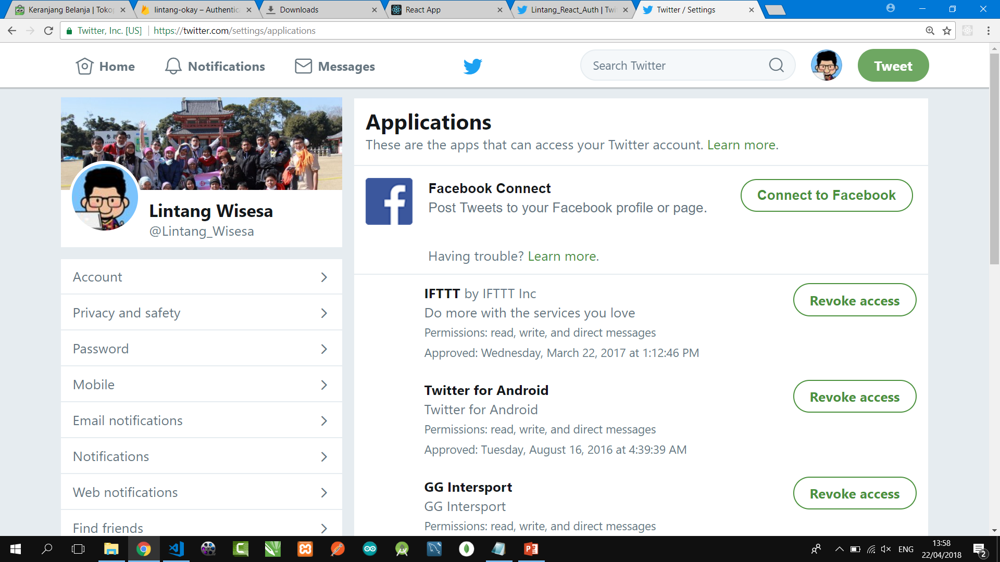 Keranjang Belanja | Tokop
lintang-okay – Authentic
Downloads
React App
Lintang_React_Auth | Twi
Twitter / Settings
Twitter, Inc. [US]
https://twitter.com/settings/applications
Home
Notifications
Messages
Search Twitter
Tweet
Lintang Wisesa
@Lintang_Wisesa
Account
Privacy and safety
Password
Mobile
Email notifications
Notifications
Web notifications
Find friends
Applications
These are the apps that can access your Twitter account. Learn more.
Facebook Connect
Post Tweets to your Facebook profile or page.
Connect to Facebook
Having trouble? Learn more.
IFTTT by IFTTT Inc
Do more with the services you love
Permissions: read, write, and direct messages
Approved: Wednesday, March 22, 2017 at 1:12:46 PM
Revoke access
Twitter for Android
Twitter for Android
Permissions: read, write, and direct messages
Approved: Tuesday, August 16, 2016 at 4:39:39 AM
Revoke access
GG Intersport
GG Intersport
Permissions: read, write, and direct messages
Revoke access
ENG
13:58
22/04/2018
2